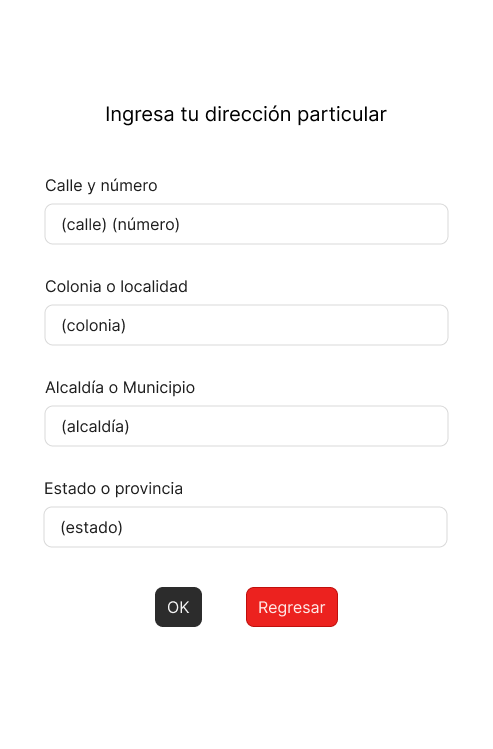 Ingresa tu dirección particular
Calle y número
(calle) (número)
Colonia o localidad
(colonia)
Alcaldía o Municipio
(alcaldía)
Estado o provincia
(estado)
OK
Regresar